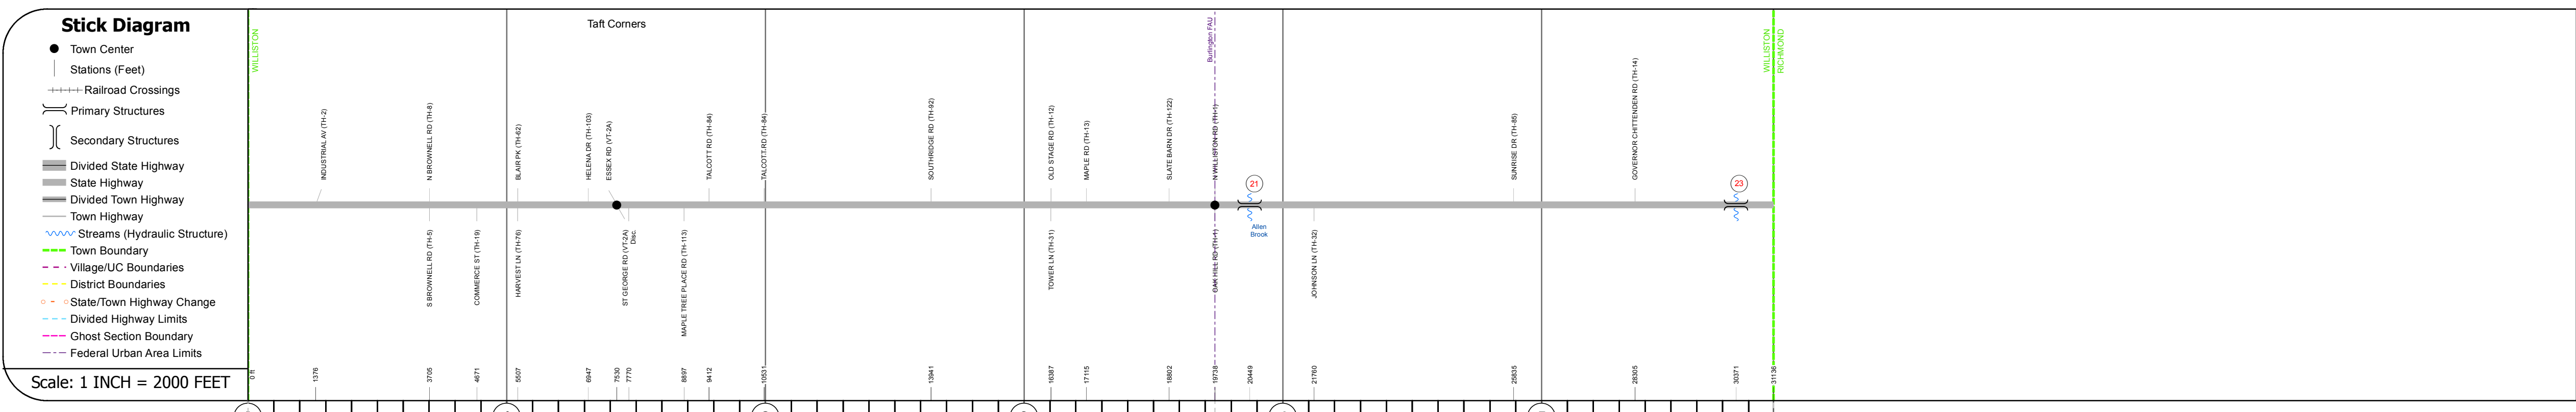 Stick Diagram
Town Center
Stations (Feet)
Railroad Crossings
Primary Structures
Secondary Structures
Divided State Highway
State Highway
Divided Town Highway
Town Highway
Streams (Hydraulic Structure)
Town Boundary
Village/UC Boundaries
District Boundaries
State/Town Highway Change
Divided Highway Limits
Ghost Section Boundary
Federal Urban Area Limits
Scale: 1 INCH = 2000 FEET
WILLISTON
Taft Corners
Burlington FAU
WILLISTON
RICHMOND
INDUSTRIAL AV (TH-2)
N BROWNELL RD (TH-8)
BLAIR PK (TH-62)
HELENA DR (TH-103)
ESSEX RD (VT-2A)
TALCOTT RD (TH-84)
TALCOTT RD (TH-84)
SOUTHRIDGE RD (TH-92)
OLD STAGE RD (TH-12)
MAPLE RD (TH-13)
SLATE BARN DR (TH-122)
N WILLISTON RD (TH-1)
SUNRISE DR (TH-85)
GOVERNOR CHITTENDEN RD (TH-14)
21
23
S BROWNELL RD (TH-5)
COMMERCE ST (TH-19)
HARVEST LN (TH-76)
ST GEORGE RD (VT-2A)
Disc.
MAPLE TREE PLACE RD (TH-113)
TOWER LN (TH-31)
OAK HILL RD (TH-1)
Allen
Brook
JOHNSON LN (TH-32)
0 ft
1376
3705
4671
5507
6947
7530
7770
8897
9412
10531
13941
16387
17115
18802
19738
20449
21760
25835
28305
30371
31136